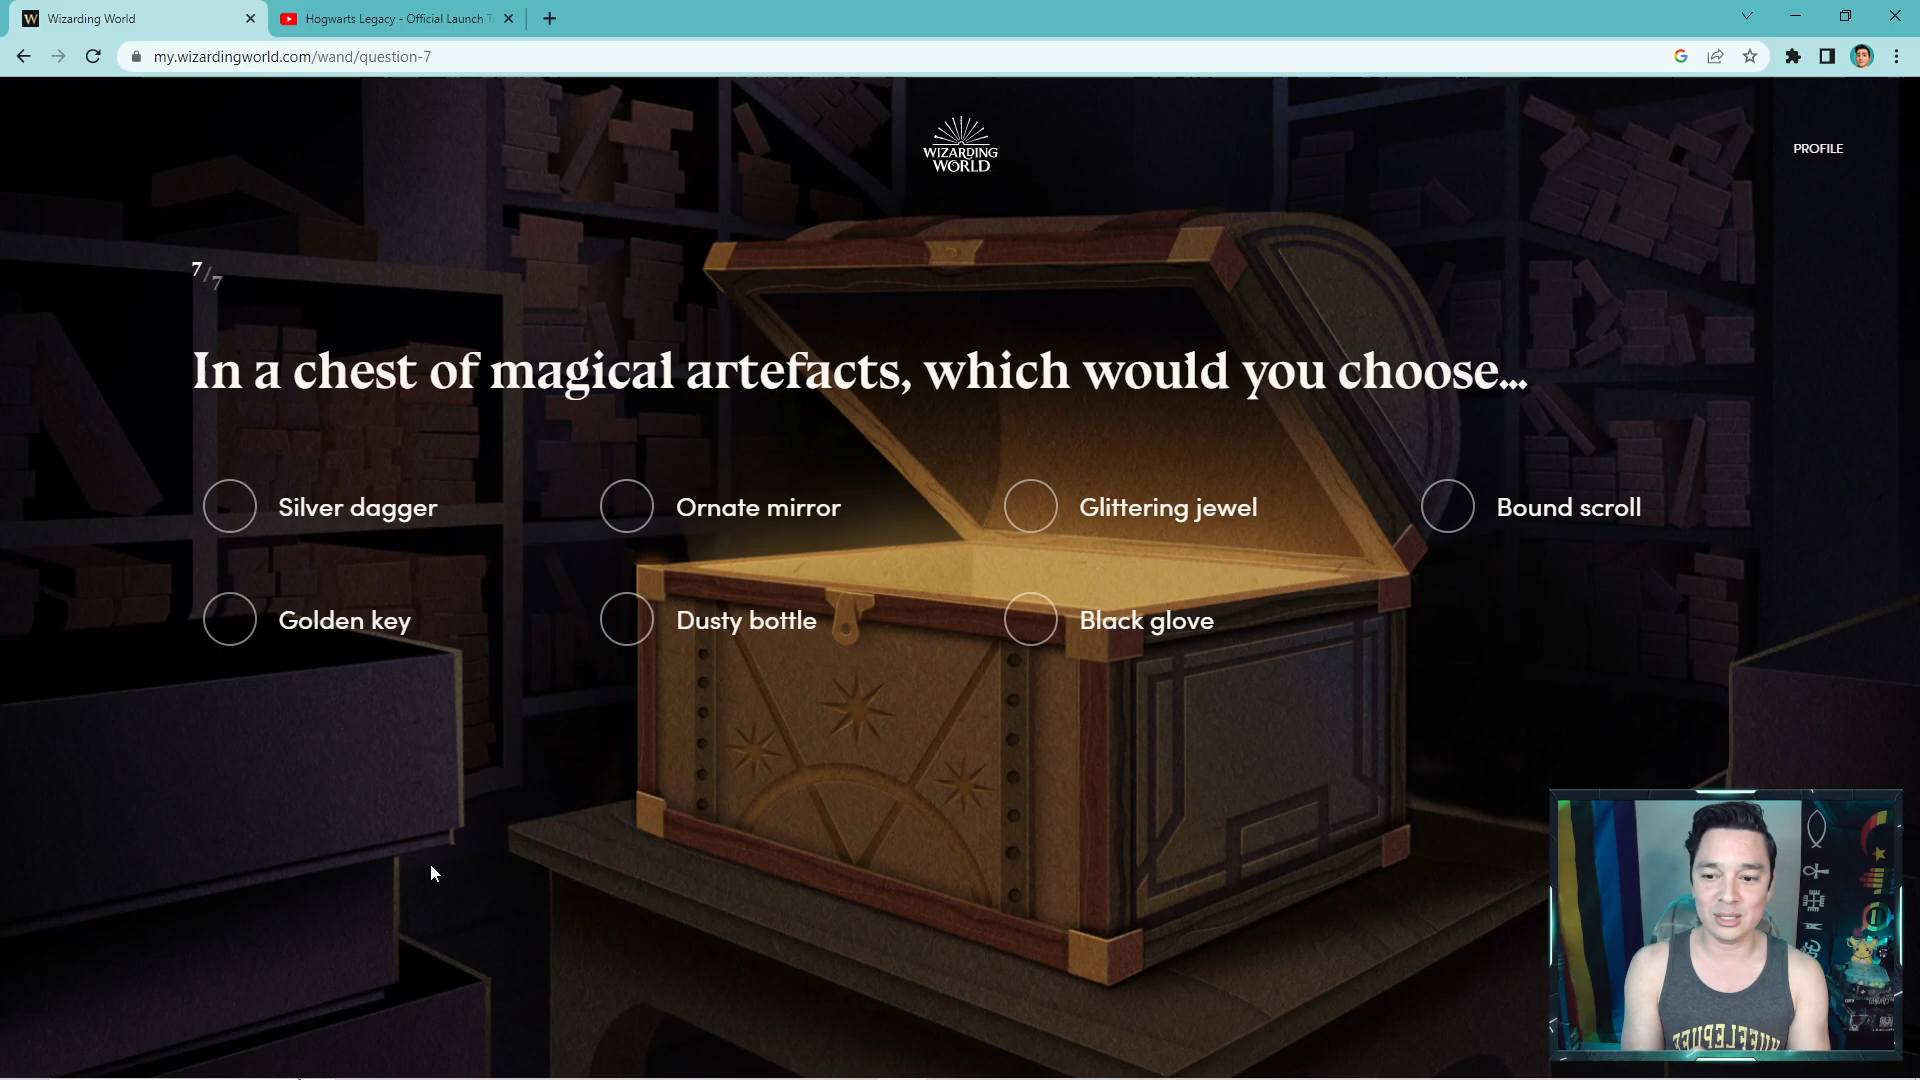 Wizarding World
Hogwarts Legacy - Official Launch T
my.wizardingworld.com/wand/question-7
WIZARDING
WORLD
PROFILE
7/7
In a chest of magical artefacts, which would you choose...
Silver dagger
Ornate mirror
Glittering jewel
Bound scroll
Golden key
Dusty bottle
Black glove
HUFFLEPUFF